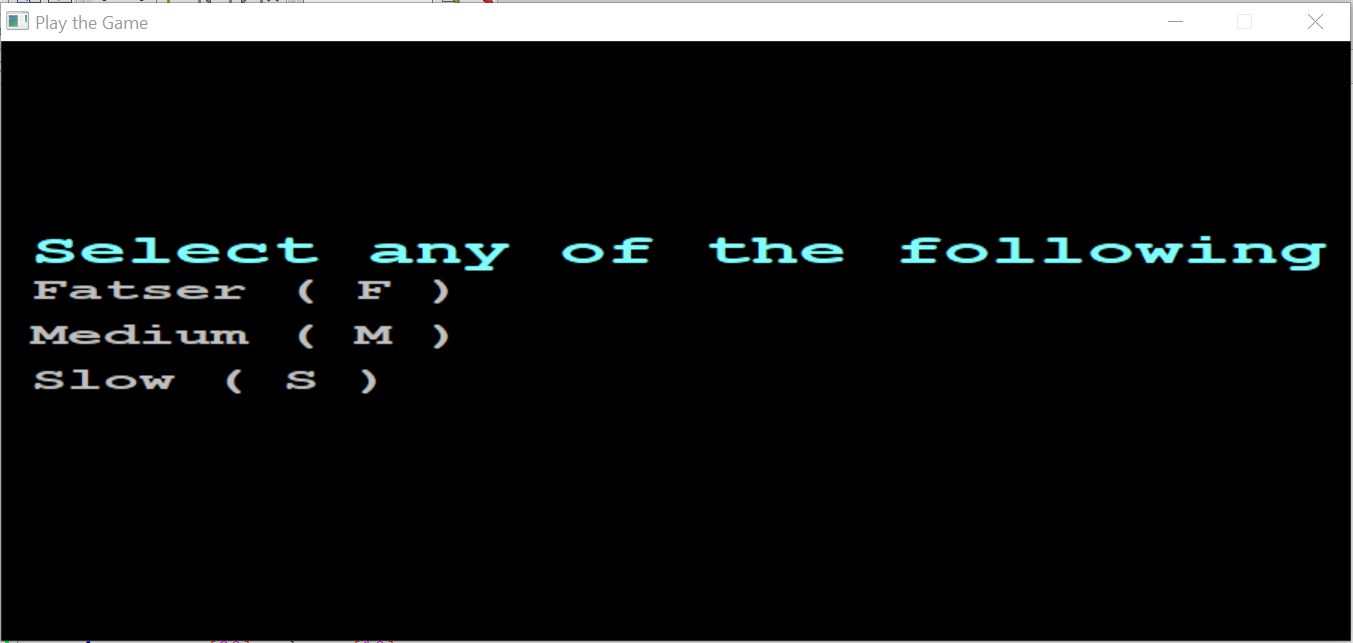 Play the Game
Select any of the following
Fatser ( F )
Medium ( M )
Slow ( S )